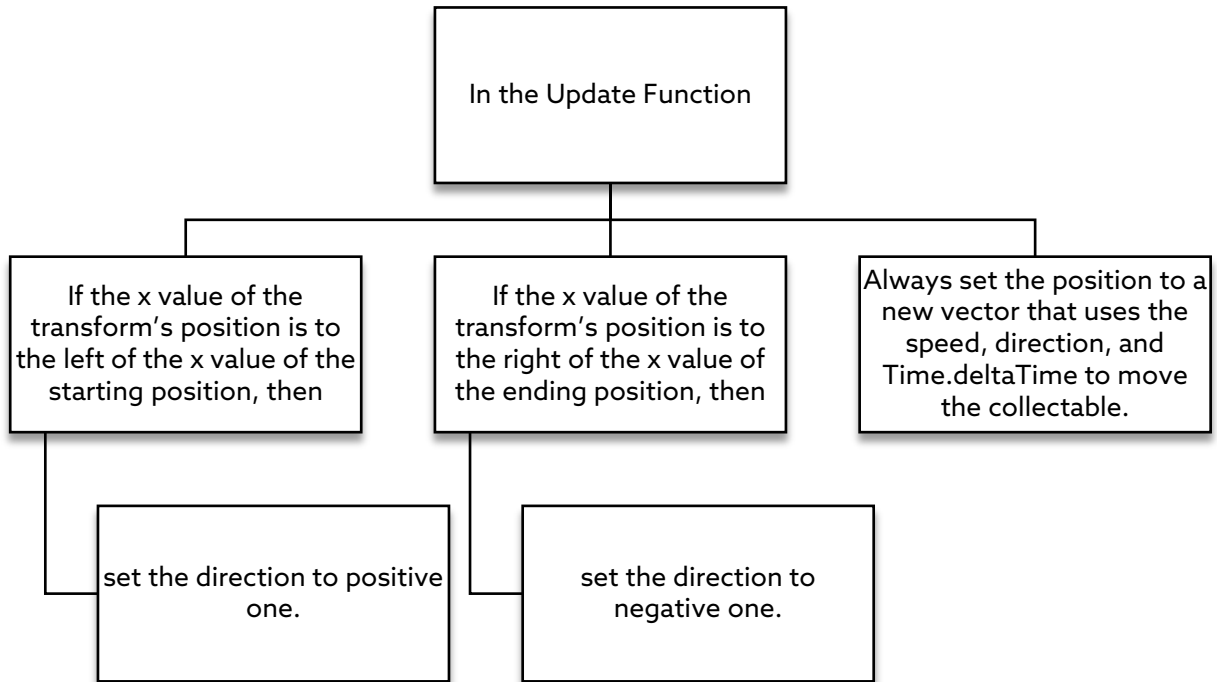 In the Update Function
If the x value of the
transform’s position is to
the left of the x value of the
starting position, then
If the x value of the
transform’s position is to
the right of the x value of
the ending position, then
Always set the position to a
new vector that uses the
speed, direction, and
Time.deltaTime to move
the collectable.
set the direction to positive
one.
set the direction to
negative one.